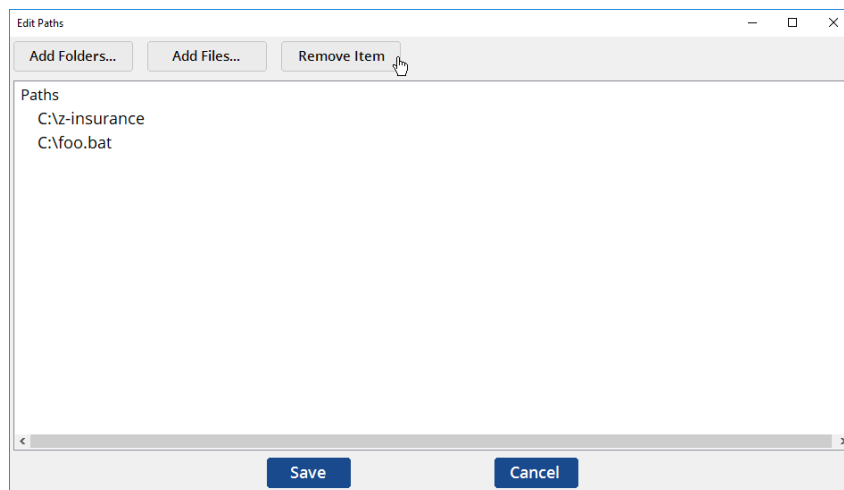 Edit Paths
Add Folders... Add Files... Remove Item
Paths
C:\z-insurance
C:\foo.bat
Save Cancel